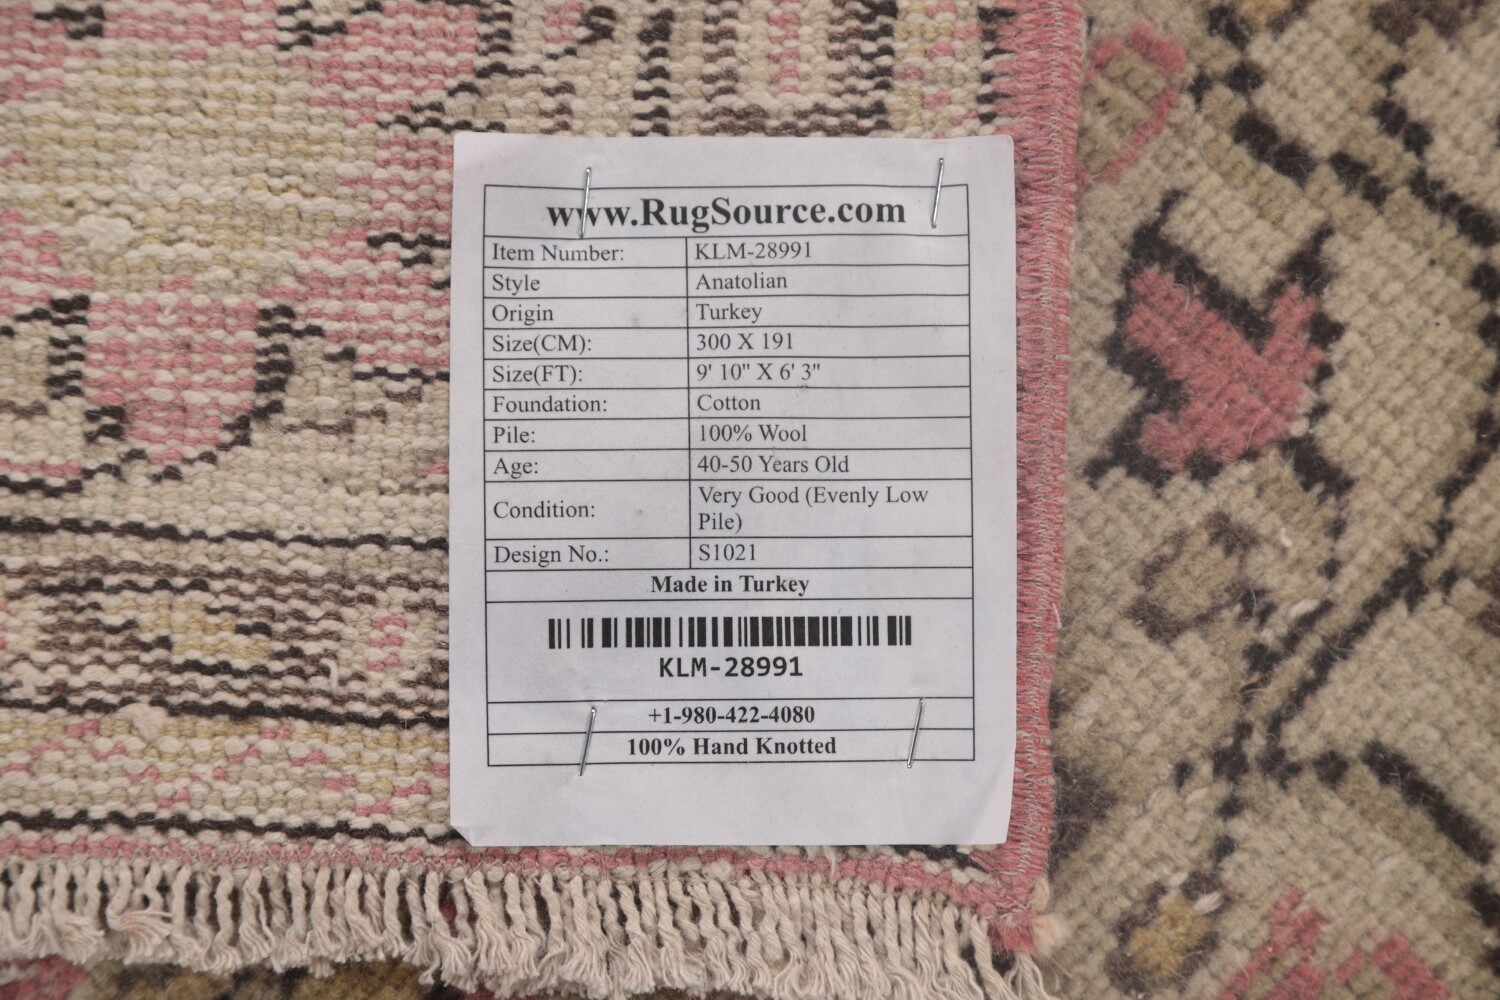 www.RugSource.com
Item Number: KLM-28991
Style Anatolian
Origin Turkey
Size(CM): 300 X 191
Size(FT): 9' 10" X 6' 3"
Foundation: Cotton
Pile: 100% Wool
Age: 40-50 Years Old
Condition: Very Good (Evenly Low
Pile)
Design No.: S1021
Made in Turkey
KLM-28991
+1-980-422-4080
100% Hand Knotted